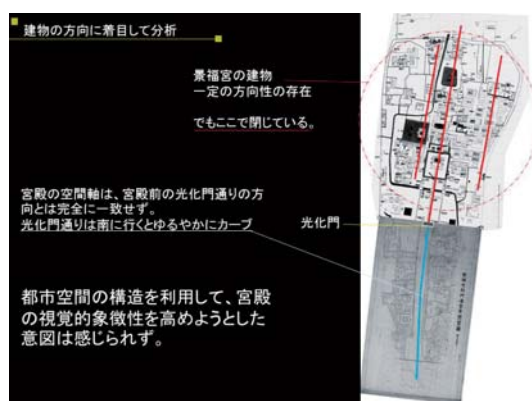 建物の方向に着目して分析
景福宮の建物
一定の方向性の存在
でもここで閉じている。
宮殿の空間軸は、宮殿前の光化門通りの方
向とは完全に一致せず。
光化門通りは南に行くとゆるやかにカーブ
光化門
都市空間の構造を利用して、宮殿
の視覚的象徴性を高めようとした
意図は感じられず。